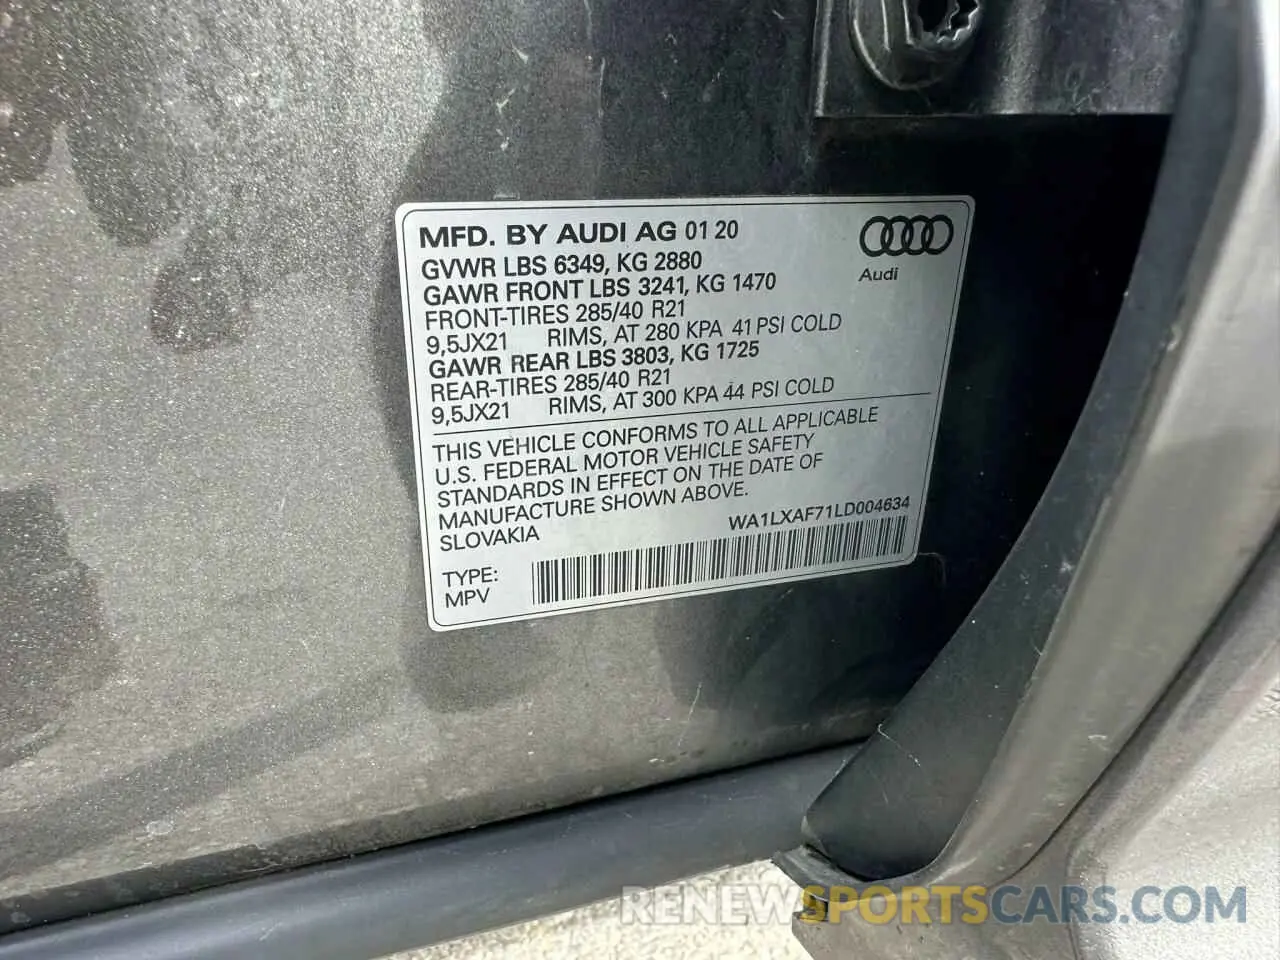 MFD. BY AUDI AG 01 20
Audi
GVWR LBS 6349, KG 2880
GAWR FRONT LBS 3241, KG 1470
FRONT-TIRES 285/40 R21
9,5JX21 RIMS, AT 280 KPA 41 PSI COLD
GAWR REAR LBS 3803, KG 1725
REAR-TIRES 285/40 R21
9,5JX21 RIMS, AT 300 KPA 44 PSI COLD
THIS VEHICLE CONFORMS TO ALL APPLICABLE
U.S. FEDERAL MOTOR VEHICLE SAFETY
STANDARDS IN EFFECT ON THE DATE OF
MANUFACTURE SHOWN ABOVE.
SLOVAKIA
WA1LXAF71LD004634
TYPE:
MPV
RENEWSPORTSCARS.COM